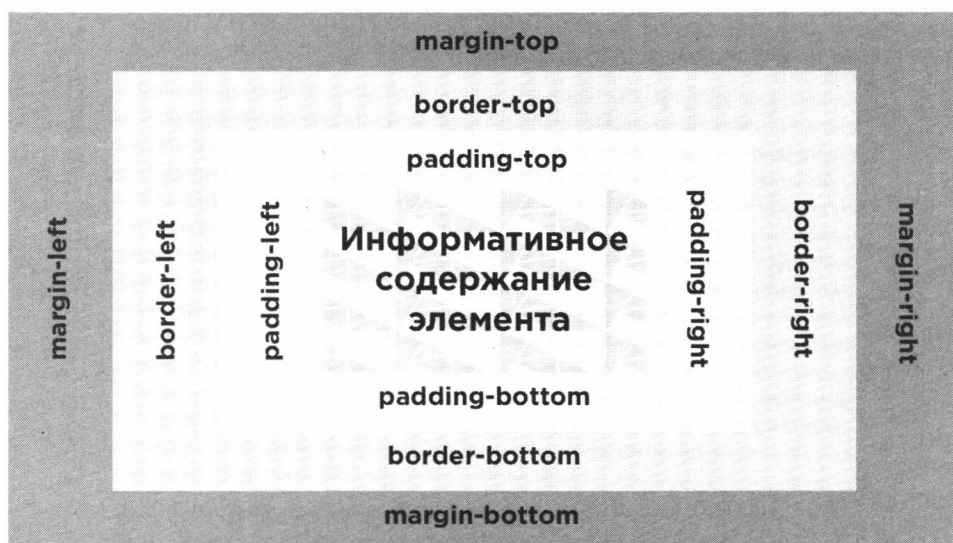 margin-top
border-top
padding-top
margin-left
border-left
padding-left
Информативное
содержание
элемента
padding-right
border-right
margin-right
padding-bottom
border-bottom
margin-bottom